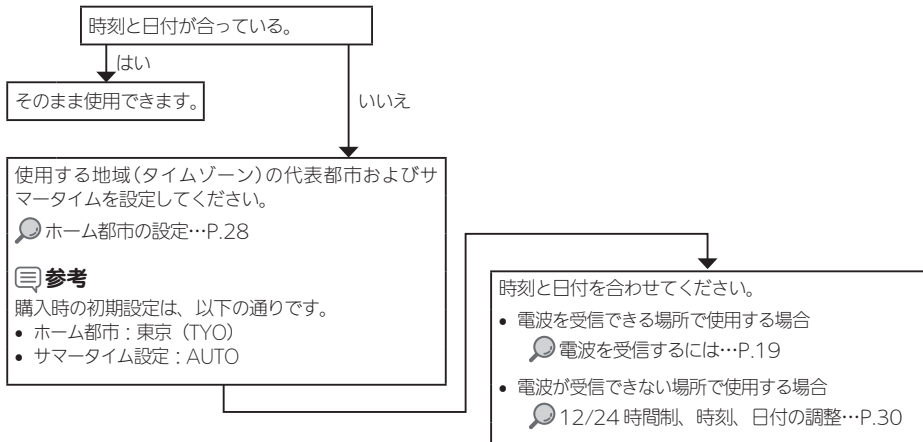 時刻と日付が合っている。
はい
いいえ
そのまま使用できます。
使用する地域(タイムゾーン)の代表都市およびサ
マータイムを設定してください。
ホーム都市の設定…P.28
参考
購入時の初期設定は、以下の通りです。
• ホーム都市：東京（TYO）
• サマータイム設定：AUTO
時刻と日付を合わせてください。
• 電波を受信できる場所で使用する場合
電波を受信するには…P.19
• 電波が受信できない場所で使用する場合
12/24 時間制、時刻、日付の調整…P.30